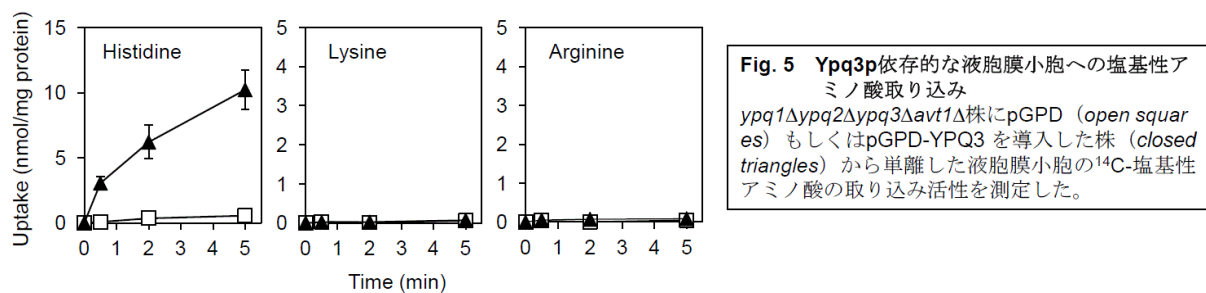 Uptake (nmol/mg protein)
15
10
5
0
Histidine
0 1 2 3 4 5
5
4
3
2
1
0
Lysine
0 1 2 3 4 5
5
4
3
2
1
0
Arginine
0 1 2 3 4 5
Time (min)
Fig. 5 Ypq3p依存的な液胞膜小胞への塩基性ア
ミノ酸取り込み
ypq1Δypq2Δypq3Δavt1Δ株にpGPD（open squar
es）もしくはpGPD-YPQ3 を導入した株（closed
triangles）から単離した液胞膜小胞の¹⁴C-塩基性
アミノ酸の取り込み活性を測定した。